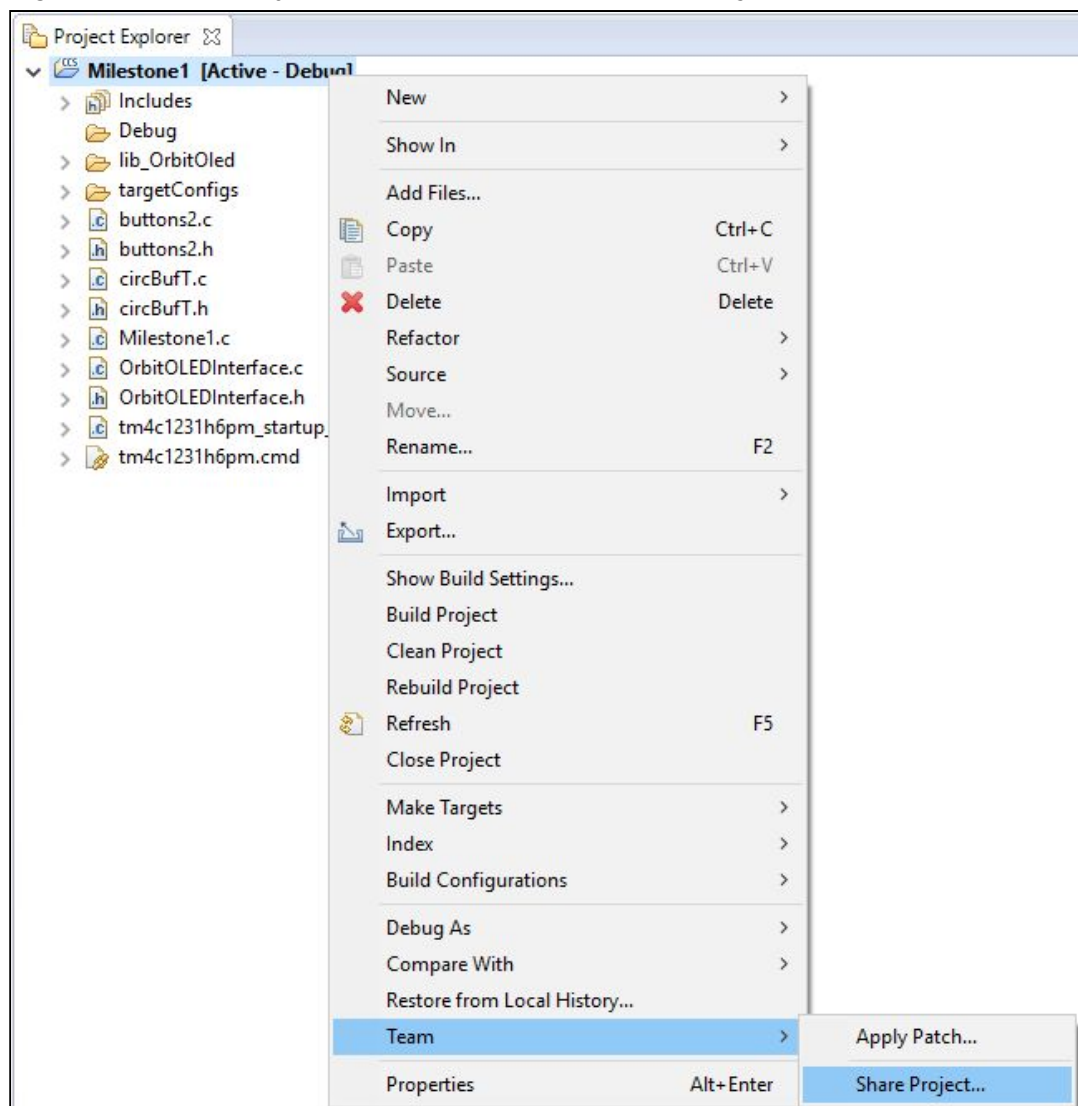 Project Explorer
Milestone1 [Active - Debug]
Includes
Debug
lib_OrbitOled
targetConfigs
buttons2.c
buttons2.h
circBufT.c
circBufT.h
Milestone1.c
OrbitOLEDInterface.c
OrbitOLEDInterface.h
tm4c1231h6pm_startup_
tm4c1231h6pm.cmd
New
Show In
Add Files...
Copy Ctrl+C
Paste Ctrl+V
Delete Delete
Refactor
Source
Move...
Rename... F2
Import
Export...
Show Build Settings...
Build Project
Clean Project
Rebuild Project
Refresh F5
Close Project
Make Targets
Index
Build Configurations
Debug As
Compare With
Restore from Local History...
Team
Properties Alt+Enter
Apply Patch...
Share Project...